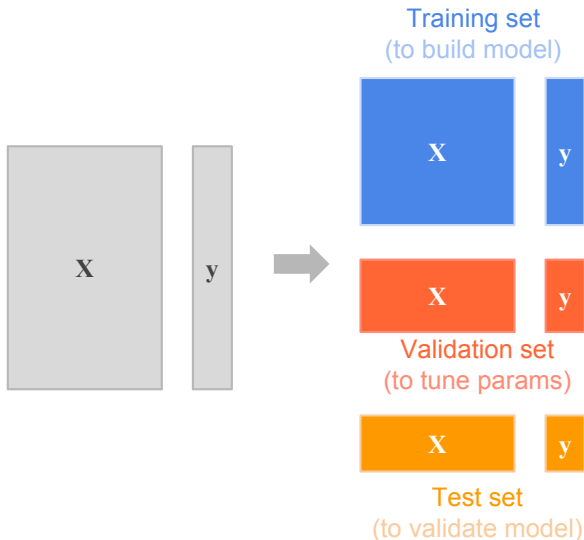 Training set
(to build model)
X y
X y
X y
Validation set
(to tune params)
X y
Test set
(to validate model)